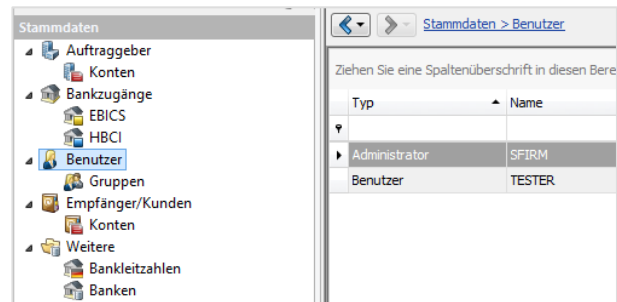 Stammdaten
Auftraggeber
Konten
Bankzugänge
EBICS
HBCI
Benutzer
Gruppen
Empfänger/Kunden
Konten
Weitere
Bankleitzahlen
Banken
Stammdaten > Benutzer
Ziehen Sie eine Spaltenüberschrift in diesen Bere
Typ Name
Administrator SFIRM
Benutzer TESTER